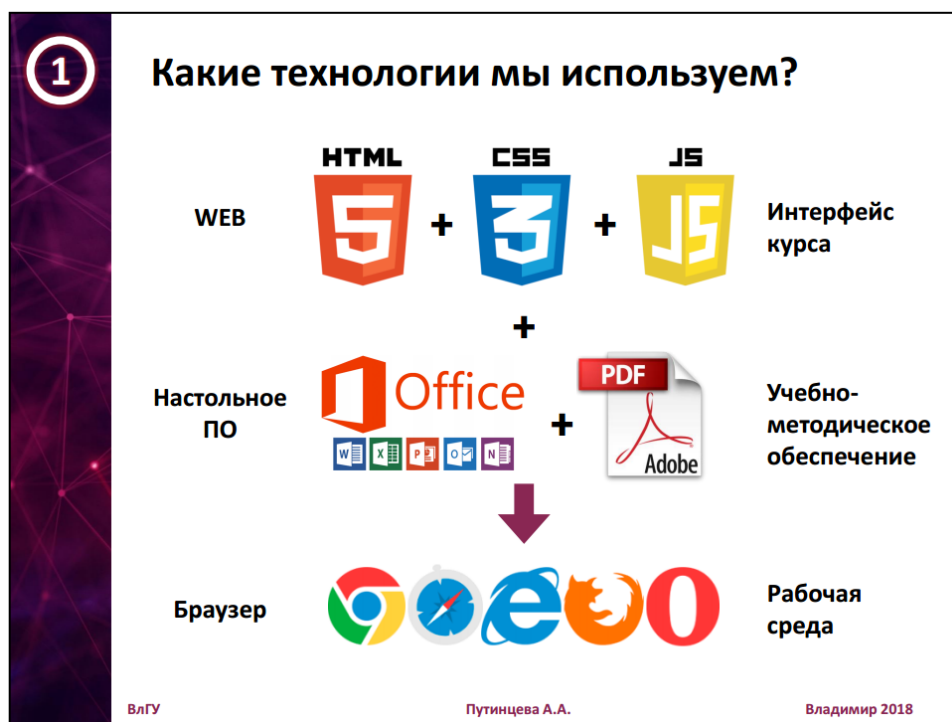 1
Какие технологии мы используем?
HTML
CSS
JS
WEB
5
+
3
+
JS
Интерфейс
курса
+
Настольное
ПО
Office
W
X
P
O
N
+
PDF
Adobe
Учебно-
методическое
обеспечение
Браузер
Рабочая
среда
ВлГУ
Путинцева А.А.
Владимир 2018